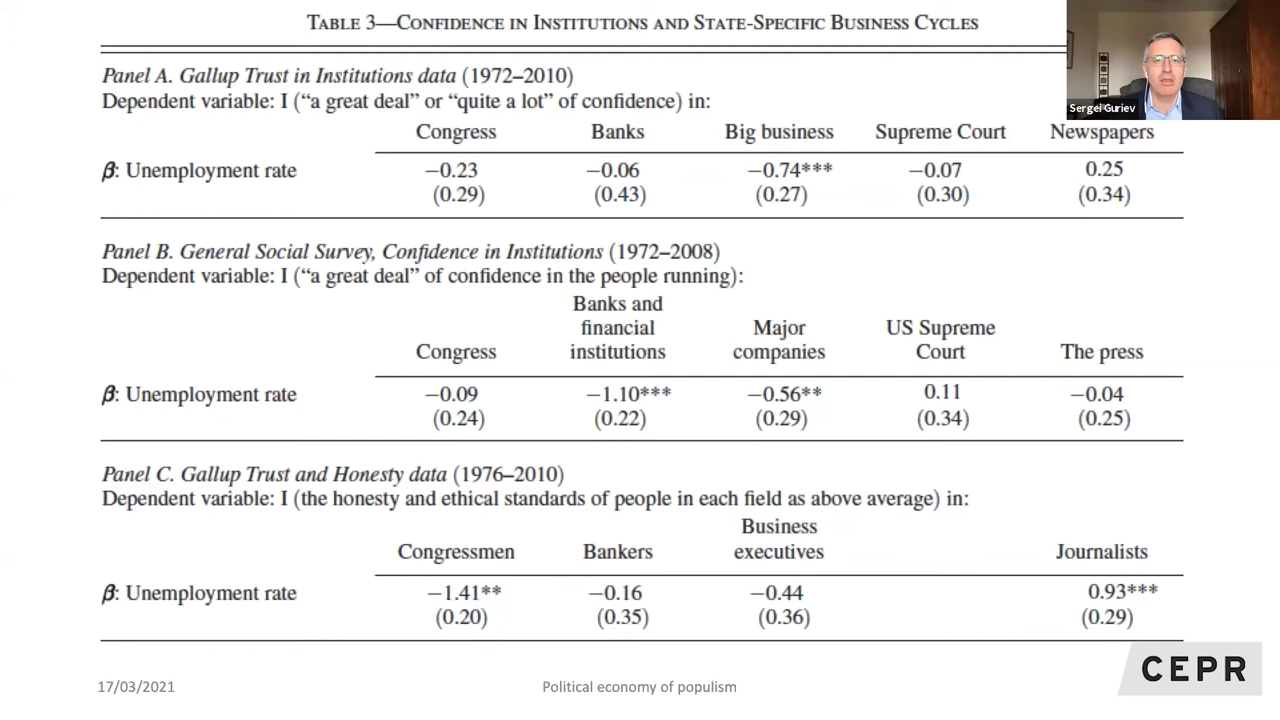 TABLE 3—CONFIDENCE IN INSTITUTIONS AND STATE-SPECIFIC BUSINESS CYCLES
Sergei Guriev
Panel A. Gallup Trust in Institutions data (1972–2010)
Dependent variable: I (“a great deal” or “quite a lot” of confidence) in:
Congress Banks Big business Supreme Court Newspapers
β: Unemployment rate −0.23 −0.06 −0.74*** −0.07 0.25
(0.29) (0.43) (0.27) (0.30) (0.34)
Panel B. General Social Survey, Confidence in Institutions (1972–2008)
Dependent variable: I (“a great deal” of confidence in the people running):
Banks and
financial Major US Supreme
Congress institutions companies Court The press
β: Unemployment rate −0.09 −1.10*** −0.56** 0.11 −0.04
(0.24) (0.22) (0.29) (0.34) (0.25)
Panel C. Gallup Trust and Honesty data (1976–2010)
Dependent variable: I (the honesty and ethical standards of people in each field as above average) in:
Business
Congressmen Bankers executives Journalists
β: Unemployment rate −1.41** −0.16 −0.44 0.93***
(0.20) (0.35) (0.36) (0.29)
CEPR
17/03/2021 Political economy of populism